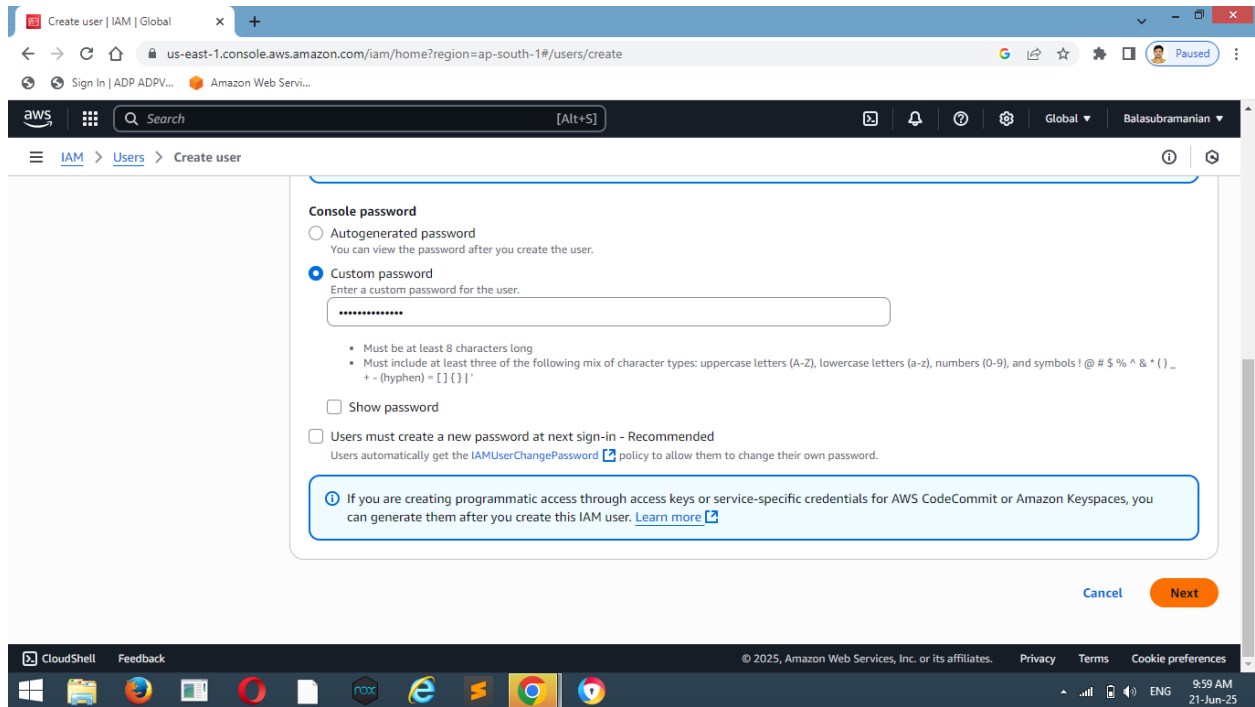 Create user | IAM | Global
us-east-1.console.aws.amazon.com/iam/home?region=ap-south-1#/users/create
Paused
Sign In | ADP ADPV...
Amazon Web Servi...
aws
Search
[Alt+S]
Global
Balasubramanian
IAM > Users > Create user
Console password
Autogenerated password
You can view the password after you create the user.
Custom password
Enter a custom password for the user.
••••••••••••••
• Must be at least 8 characters long
• Must include at least three of the following mix of character types: uppercase letters (A-Z), lowercase letters (a-z), numbers (0-9), and symbols ! @ # $ % ^ & * ( ) _
+ - (hyphen) = [ ] { } | '
Show password
Users must create a new password at next sign-in - Recommended
Users automatically get the IAMUserChangePassword policy to allow them to change their own password.
If you are creating programmatic access through access keys or service-specific credentials for AWS CodeCommit or Amazon Keyspaces, you
can generate them after you create this IAM user. Learn more
Cancel
Next
CloudShell
Feedback
© 2025, Amazon Web Services, Inc. or its affiliates.
Privacy
Terms
Cookie preferences
nox
ENG
9:59 AM
21-Jun-25